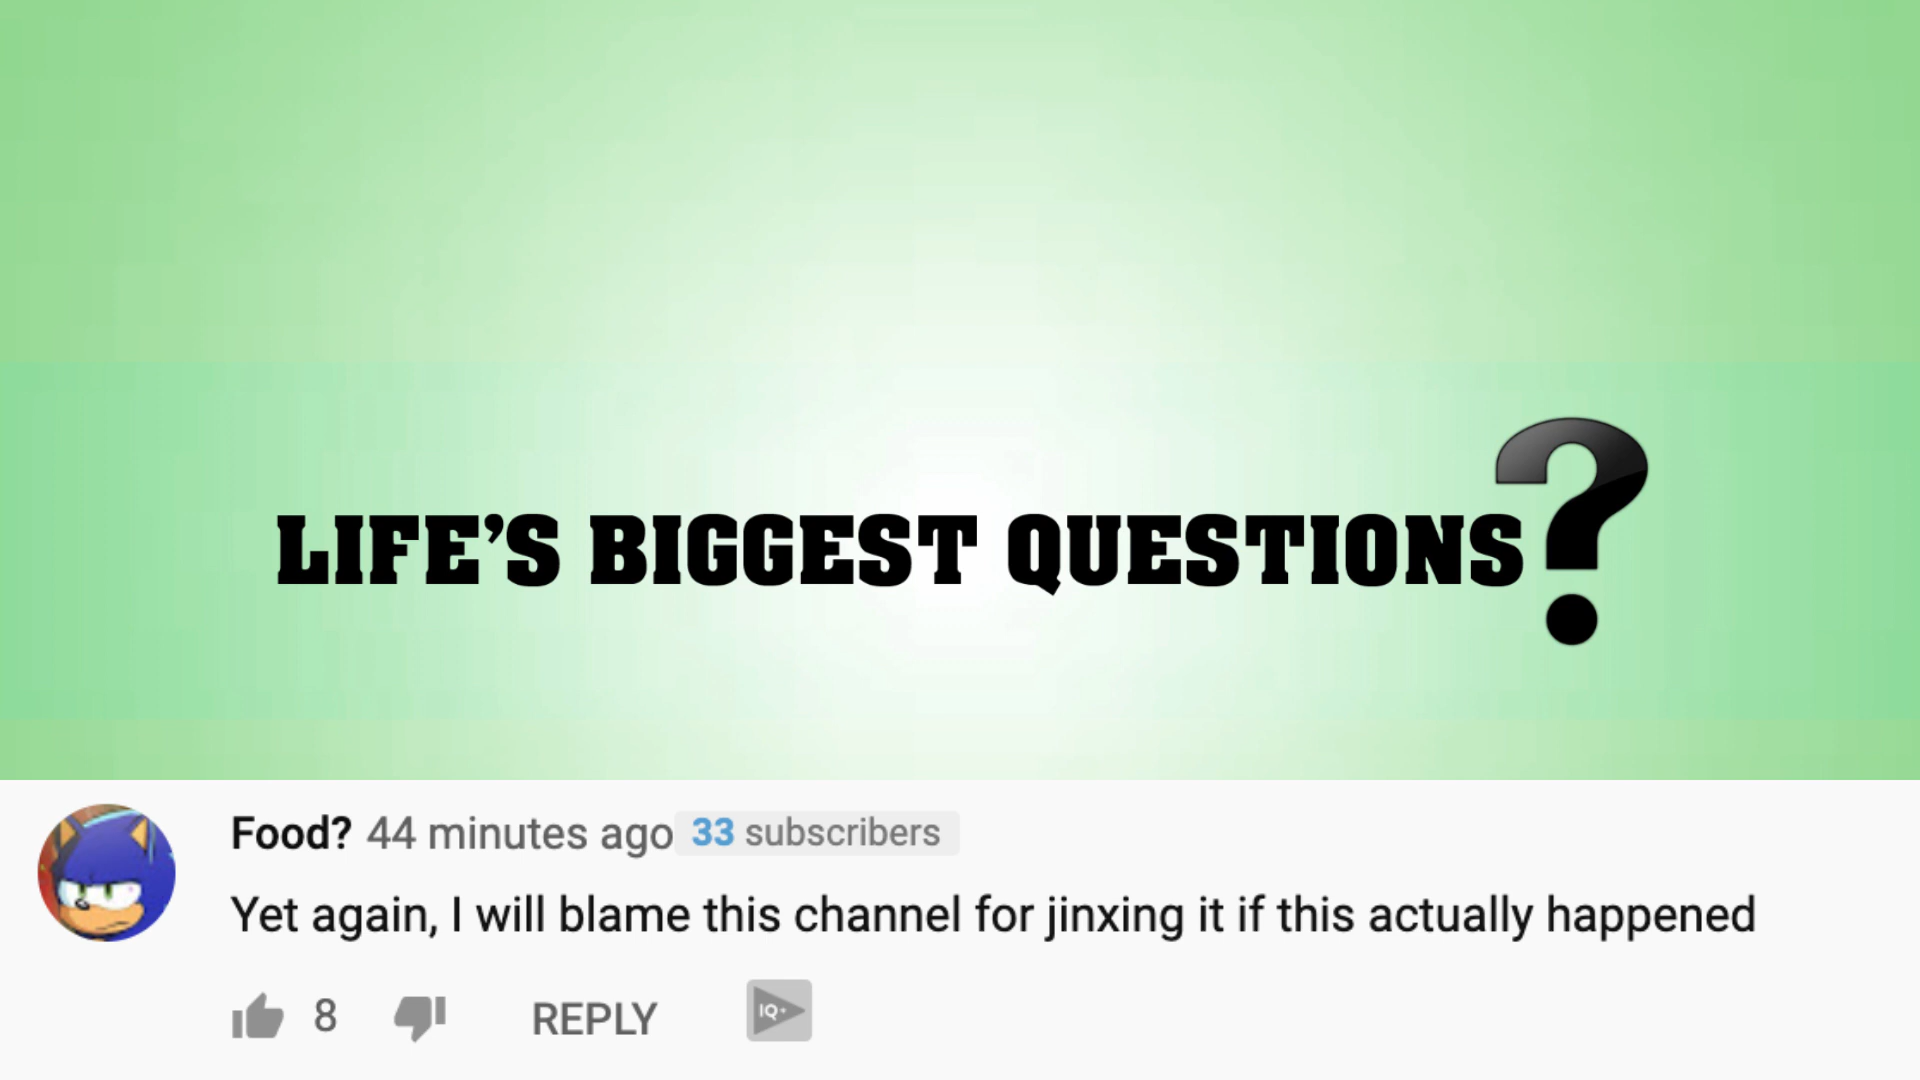 LIFE'S BIGGEST QUESTIONS?
Food? 44 minutes ago 33 subscribers
Yet again, I will blame this channel for jinxing it if this actually happened
8 REPLY IQ+